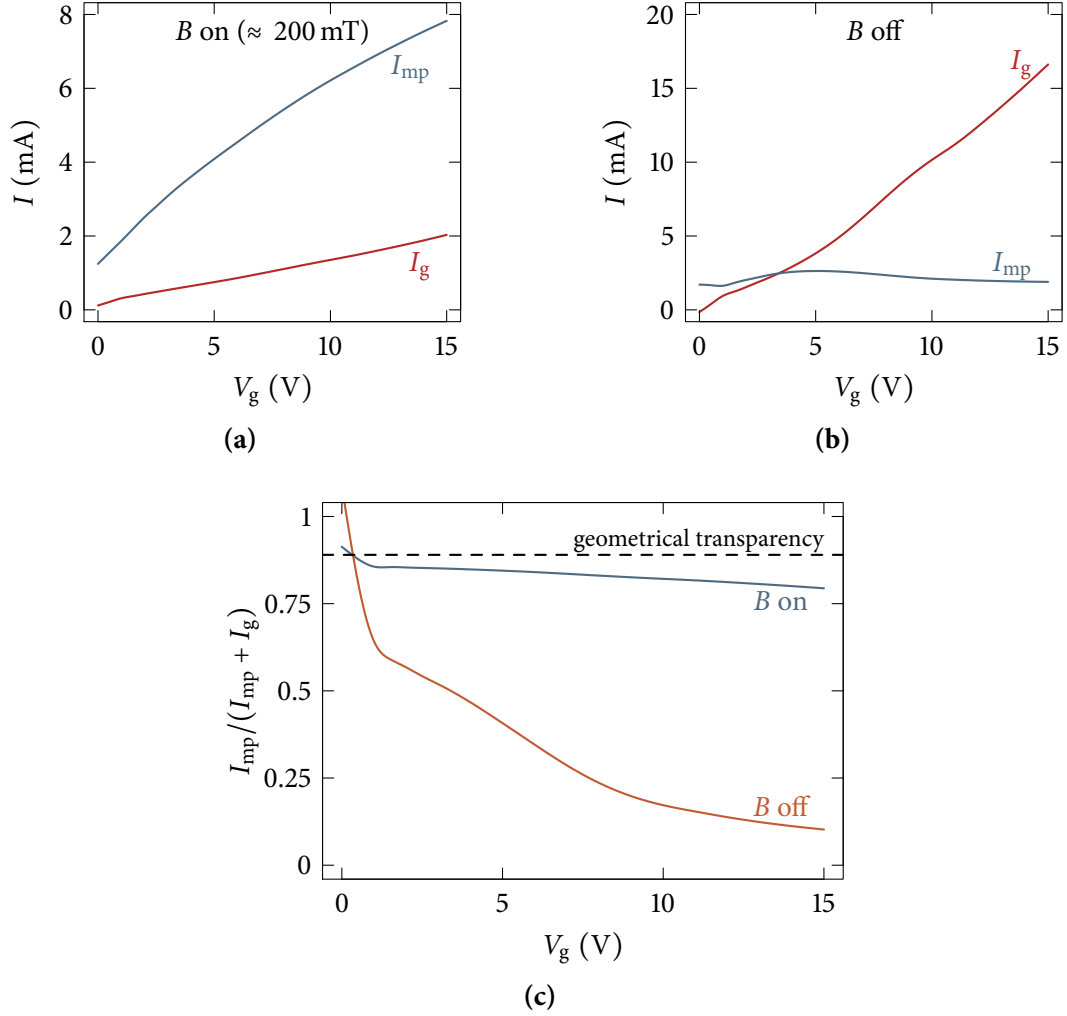 B on (≈ 200 mT)
I_mp
I_g
8
6
4
2
0
I (mA)
0 5 10 15
V_g (V)
(a)
B off
I_g
I_mp
20
15
10
5
0
I (mA)
0 5 10 15
V_g (V)
(b)
1
0.75
0.5
0.25
0
I_mp/(I_mp + I_g)
geometrical transparency
B on
B off
0 5 10 15
V_g (V)
(c)